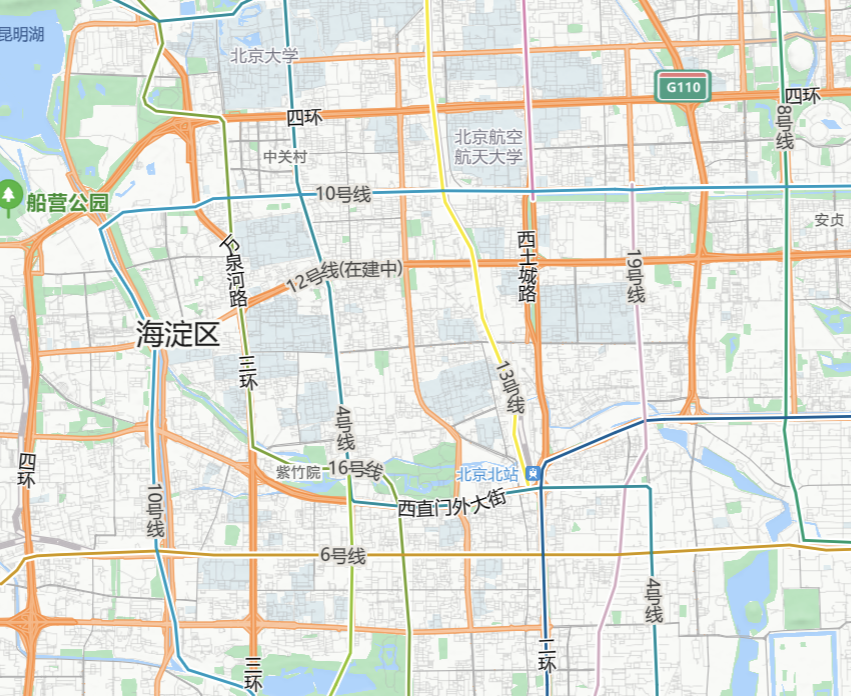 昆明湖
北京大学
G110
四环
四环
8号线
北京航空
航天大学
中关村
10号线
船营公园
安贞
万泉河路
西土城路
12号线(在建中)
19号线
海淀区
三环
13号线
4号线
四环
紫竹院
16号线
北京北站
10号线
西直门外大街
6号线
4号线
二环
三环